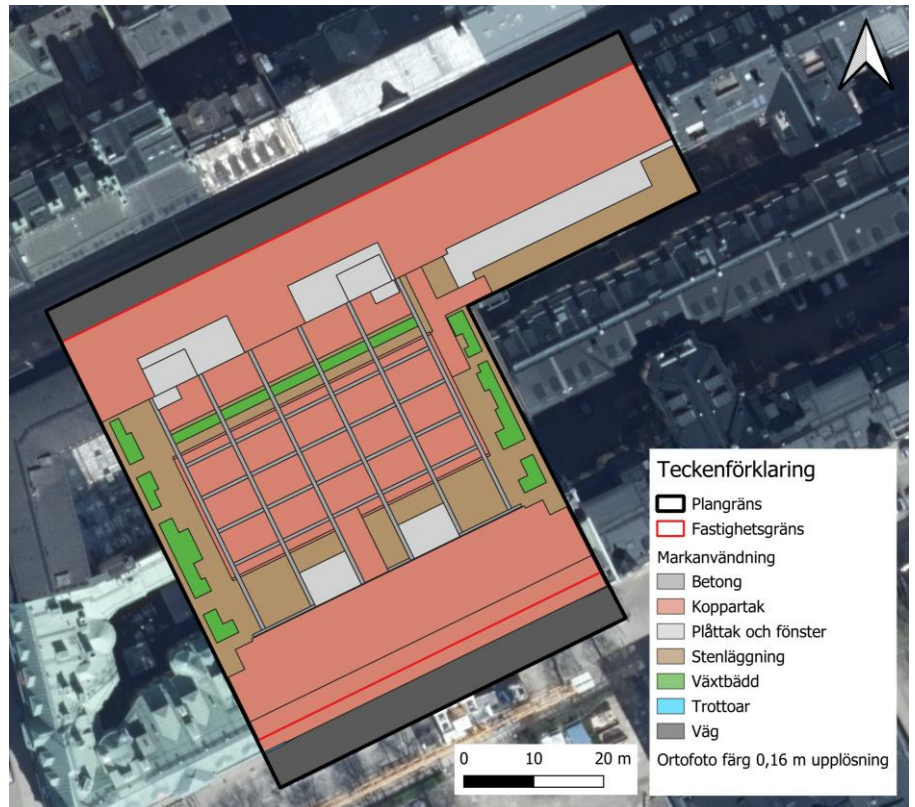 Teckenförklaring
Plangräns
Fastighetsgräns
Markanvändning
Betong
Koppartak
Plåttak och fönster
Stenläggning
Växtbädd
Trottoar
Väg
Ortofoto färg 0,16 m upplösning
0 10 20 m